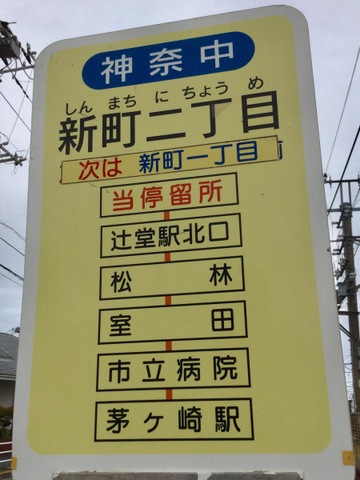 神奈中
しん まち に ちょう め
新町二丁目
次は 新町一丁目
当停留所
辻堂駅北口
松林
室田
市立病院
茅ヶ崎駅